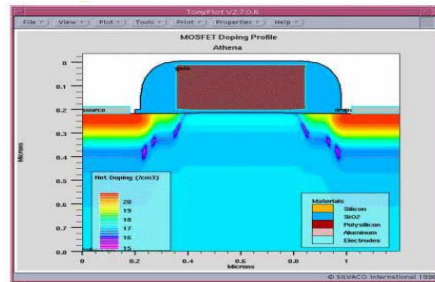 TonyPlot V2.7.0.R
File View Plot Tools Print Properties Help
MOSFET Doping Profile
Athena
gate
source
drain
0
0.1
0.2
0.3
0.4
0.5
0.6
0.7
0.8
Microns
0 0.2 0.4 0.6 0.8 1
Microns
Net Doping (/cm3)
20
19
18
17
16
15
Materials
Silicon
SiO2
Polysilicon
Aluminum
Electrodes
© SILVACO International 199